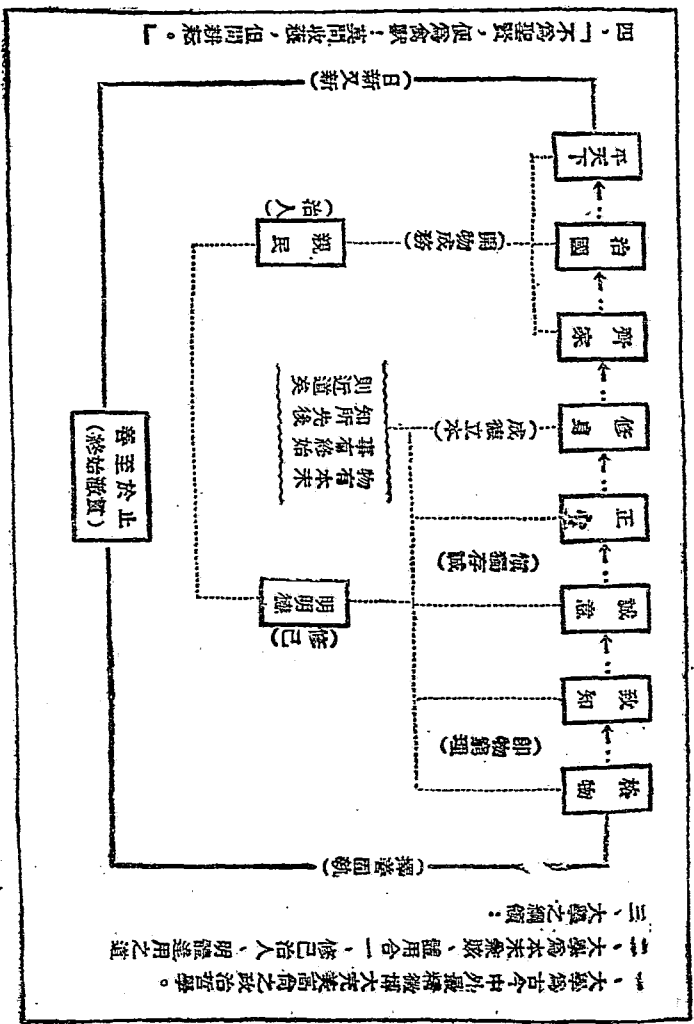 一、大學為古今中外最精微博大完美高尚之政治哲學。
二、大學為本末兼賅、體用合一、修己治人、明體達用之道
三、大學之綱領：
(擇善固執)
格物
致知
誠意
正心
修身
齊家
治國
平天下
(即物窮理)
(慎獨存誠)
(成德立本)
(開物成務)
明明德
(修己)
物有本末
事有終始
知所先後
則近道矣
親民
(治人)
止於至善
(貫徹始終)
(日新又新)
四、「不為聖賢，便為禽獸；莫問收穫，但問耕耘。」